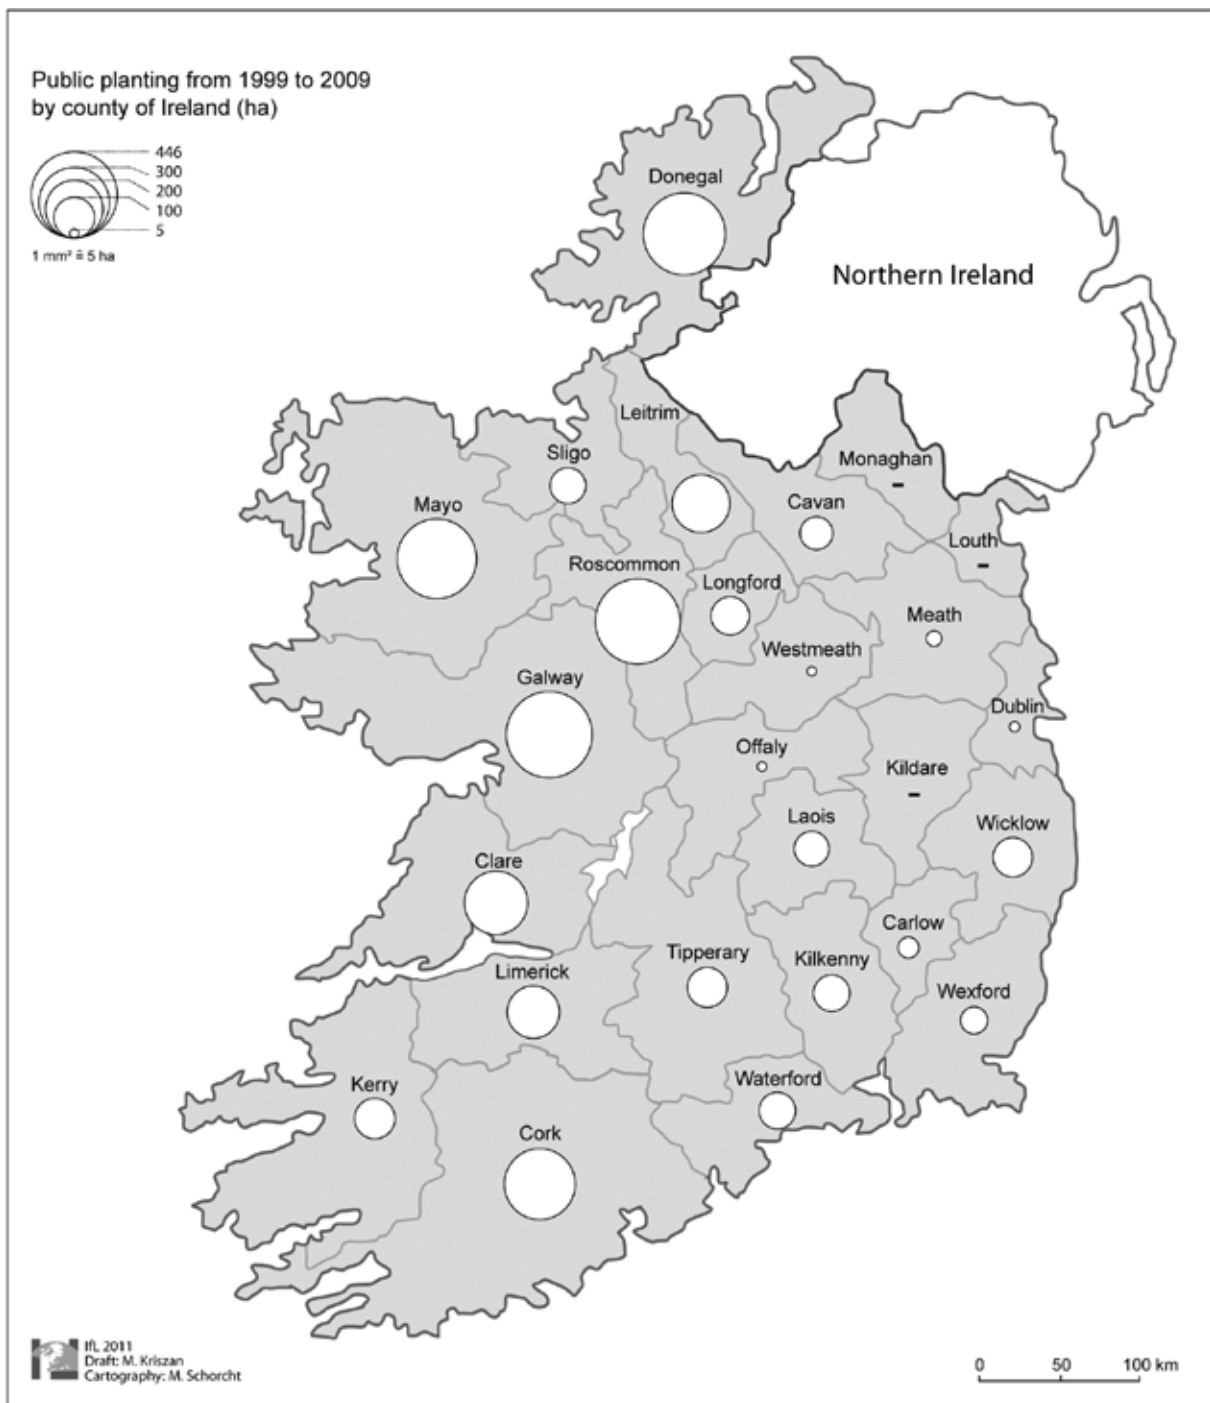 Public planting from 1999 to 2009
by county of Ireland (ha)
446
300
200
100
5
1 mm² ≙ 5 ha
Donegal
Northern Ireland
Leitrim
Sligo
Monaghan
Mayo
Cavan
Louth
Roscommon
Longford
Meath
Westmeath
Galway
Dublin
Offaly
Kildare
Laois
Wicklow
Clare
Carlow
Tipperary
Kilkenny
Limerick
Wexford
Waterford
Kerry
Cork
IfL 2011
Draft: M. Kriszan
Cartography: M. Schorcht
0 50 100 km